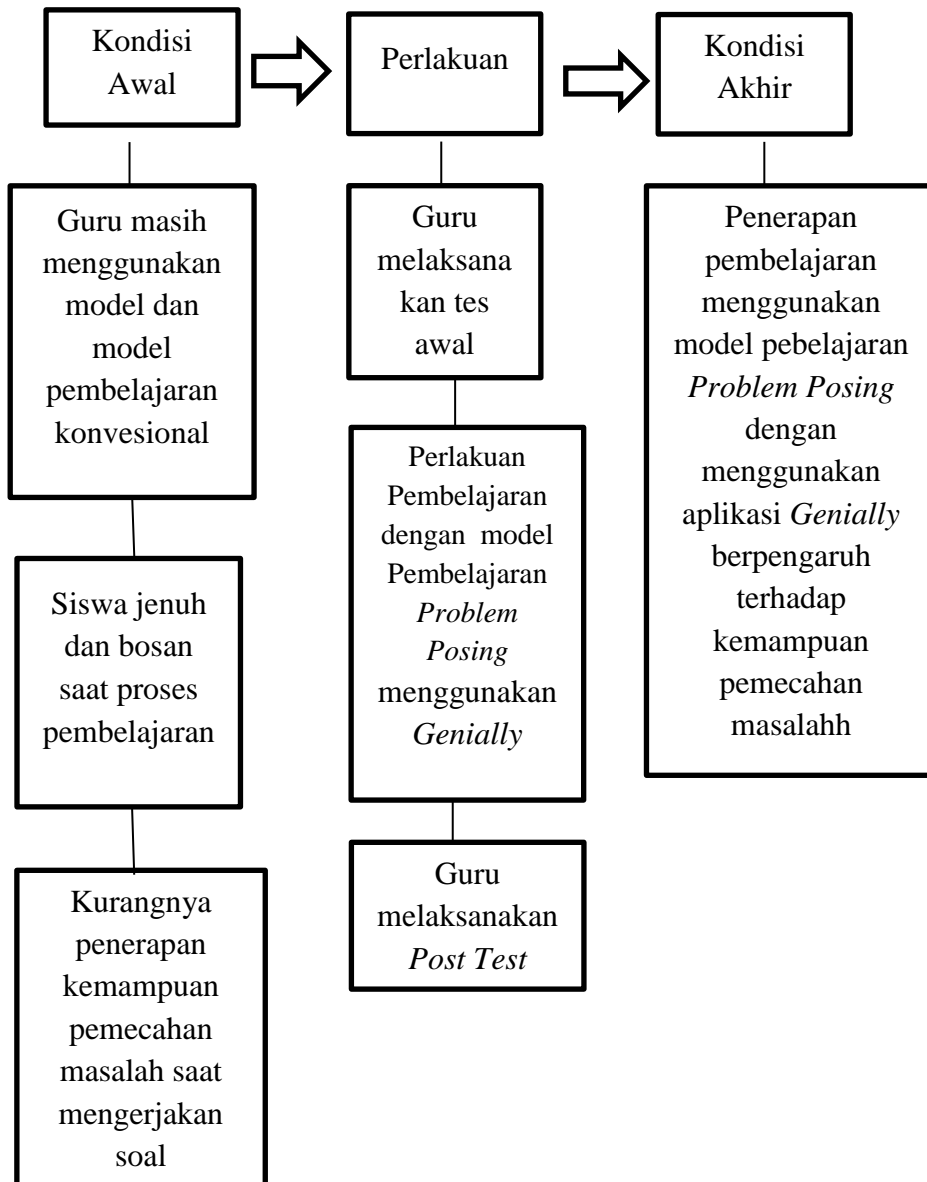 Kondisi
Awal
Guru masih
menggunakan
model dan
model
pembelajaran
konvesional
Siswa jenuh
dan bosan
saat proses
pembelajaran
Kurangnya
penerapan
kemampuan
pemecahan
masalah saat
mengerjakan
soal
Perlakuan
Guru
melaksana
kan tes
awal
Perlakuan
Pembelajaran
dengan model
Pembelajaran
Problem
Posing
menggunakan
Genially
Guru
melaksanakan
Post Test
Kondisi
Akhir
Penerapan
pembelajaran
menggunakan
model pebelajaran
Problem Posing
dengan
menggunakan
aplikasi Genially
berpengaruh
terhadap
kemampuan
pemecahan
masalahh